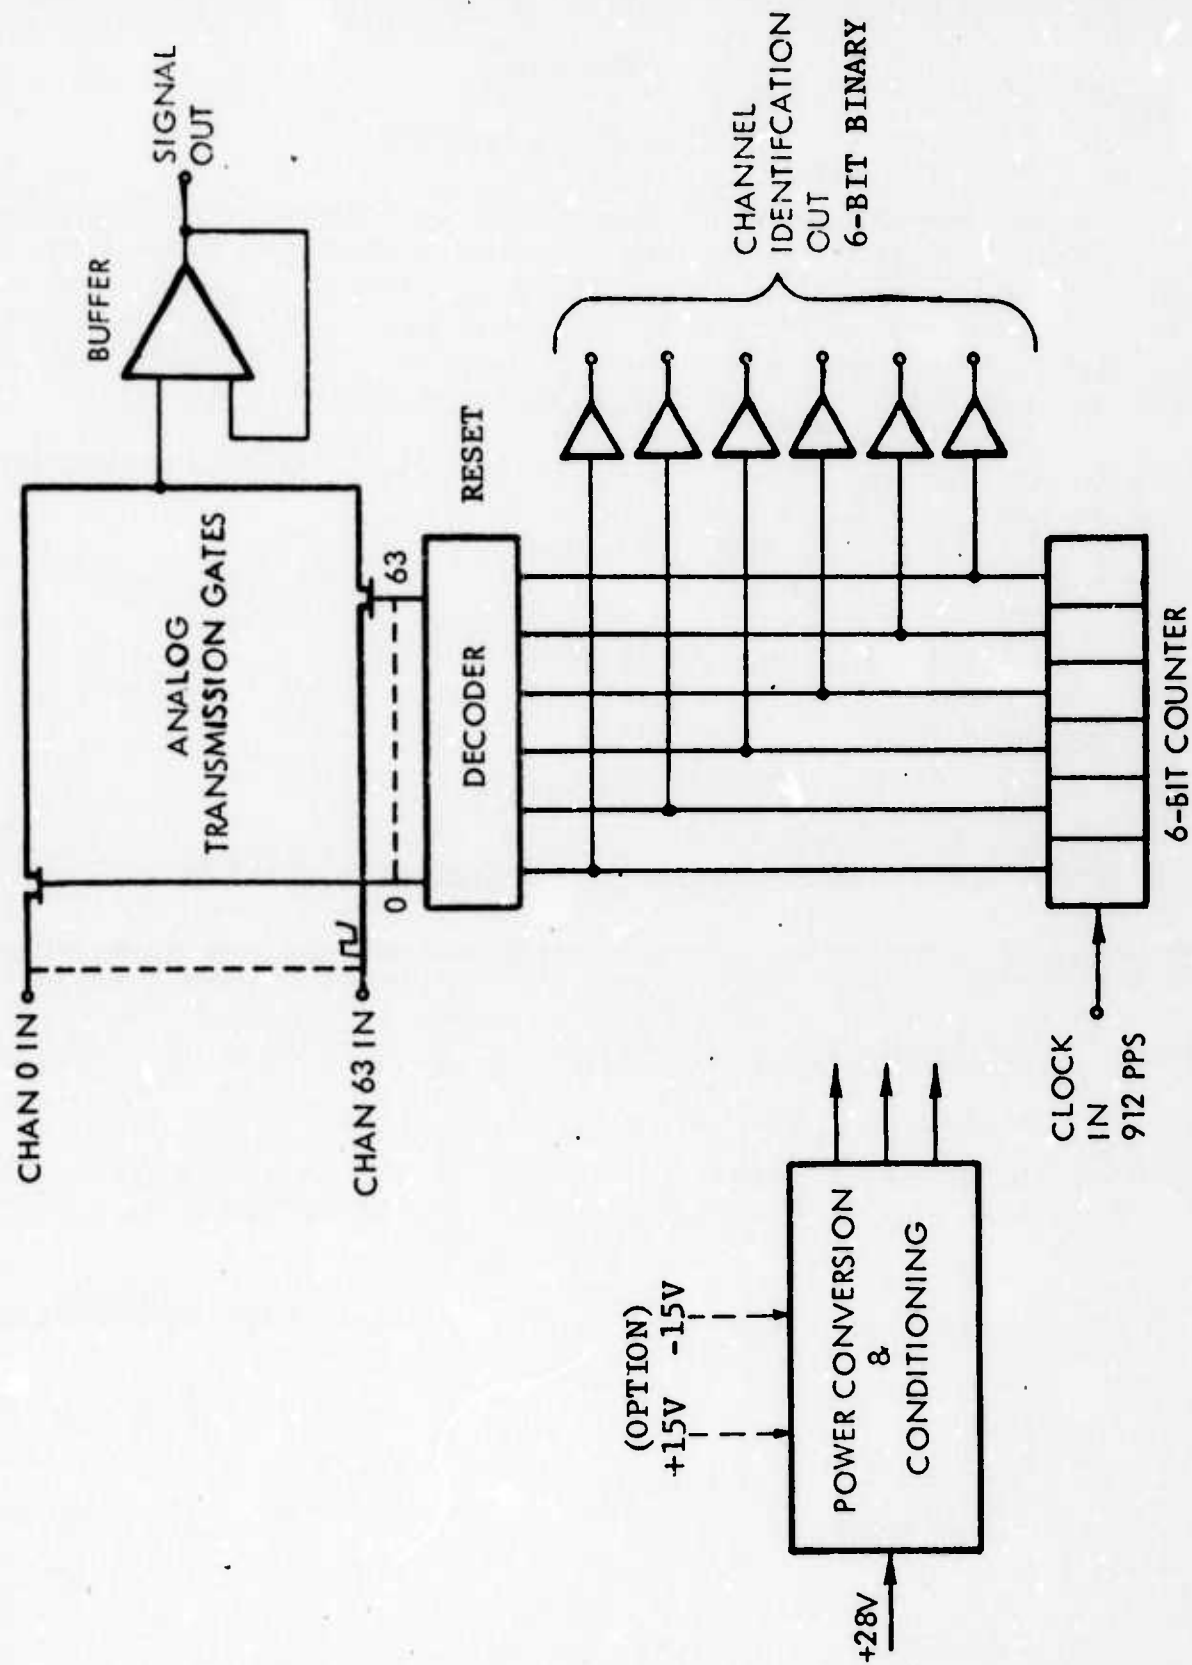 CHAN 0 IN
CHAN 63 IN
ANALOG
TRANSMISSION GATES
BUFFER
SIGNAL
OUT
0
63
DECODER
RESET
CHANNEL
IDENTIFCATION
OUT
6-BIT BINARY
CLOCK
IN
912 PPS
6-BIT COUNTER
(OPTION)
+15V -15V
+28V
POWER CONVERSION
&
CONDITIONING